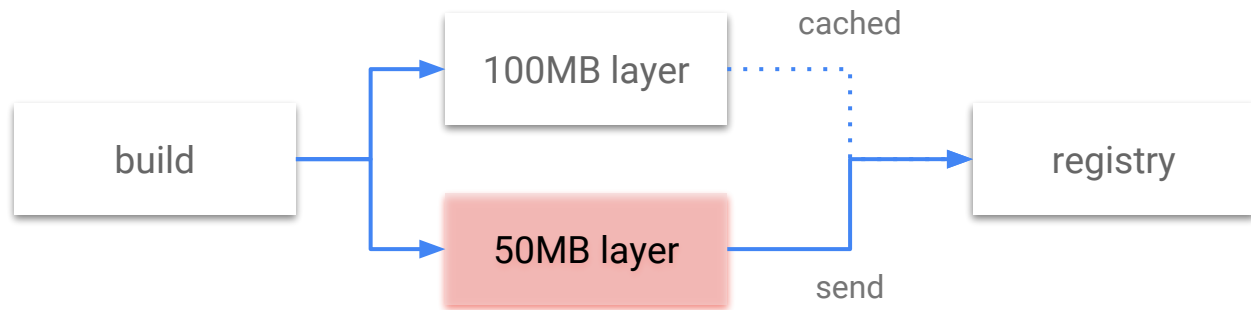 cached
100MB layer
build
registry
50MB layer
send